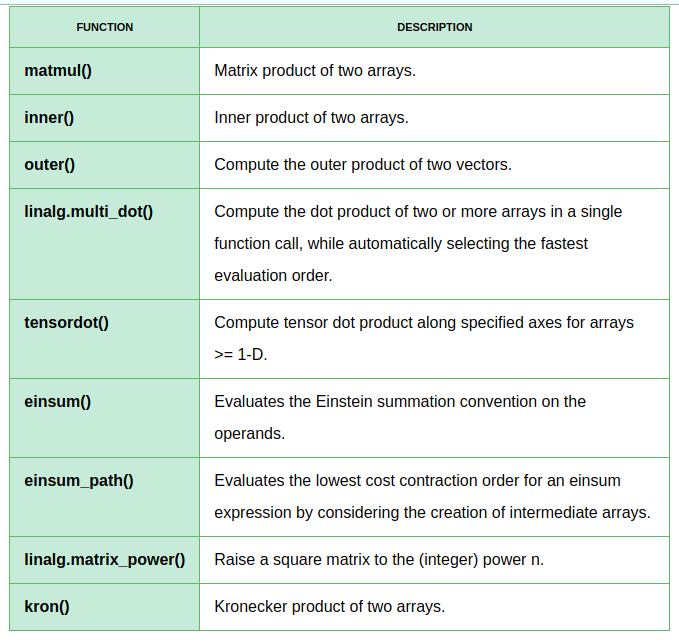 FUNCTION DESCRIPTION
matmul() Matrix product of two arrays.
inner() Inner product of two arrays.
outer() Compute the outer product of two vectors.
linalg.multi_dot() Compute the dot product of two or more arrays in a single
function call, while automatically selecting the fastest
evaluation order.
tensordot() Compute tensor dot product along specified axes for arrays
>= 1-D.
einsum() Evaluates the Einstein summation convention on the
operands.
einsum_path() Evaluates the lowest cost contraction order for an einsum
expression by considering the creation of intermediate arrays.
linalg.matrix_power() Raise a square matrix to the (integer) power n.
kron() Kronecker product of two arrays.